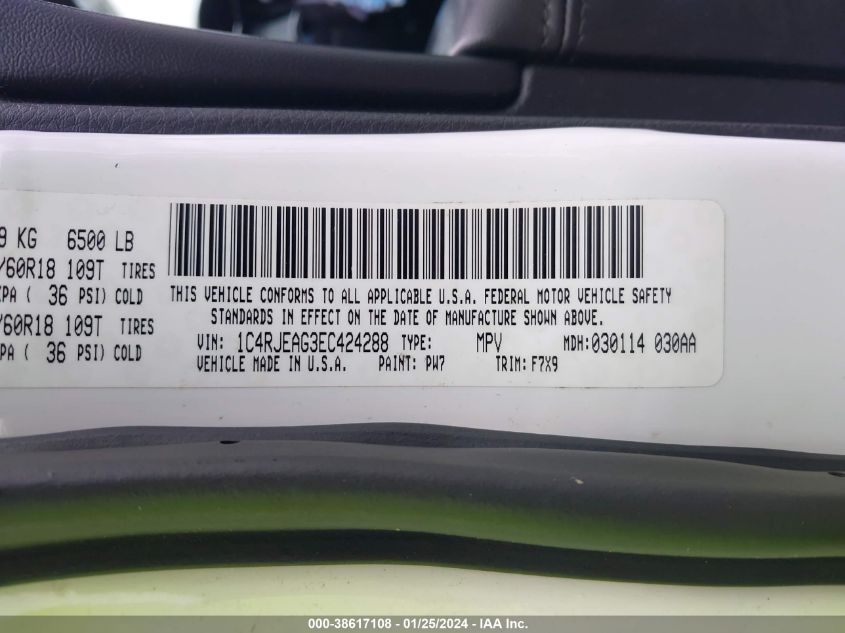 9 KG 6500 LB
/60R18 109T TIRES
PA ( 36 PSI) COLD
/60R18 109T TIRES
PA ( 36 PSI) COLD
THIS VEHICLE CONFORMS TO ALL APPLICABLE U.S.A. FEDERAL MOTOR VEHICLE SAFETY
STANDARDS IN EFFECT ON THE DATE OF MANUFACTURE SHOWN ABOVE.
VIN: 1C4RJEAG3EC424288 TYPE: MPV MDH:030114 030AA
VEHICLE MADE IN U.S.A. PAINT: PW7 TRIM: F7X9
000-38617108 - 01/25/2024 - IAA Inc.